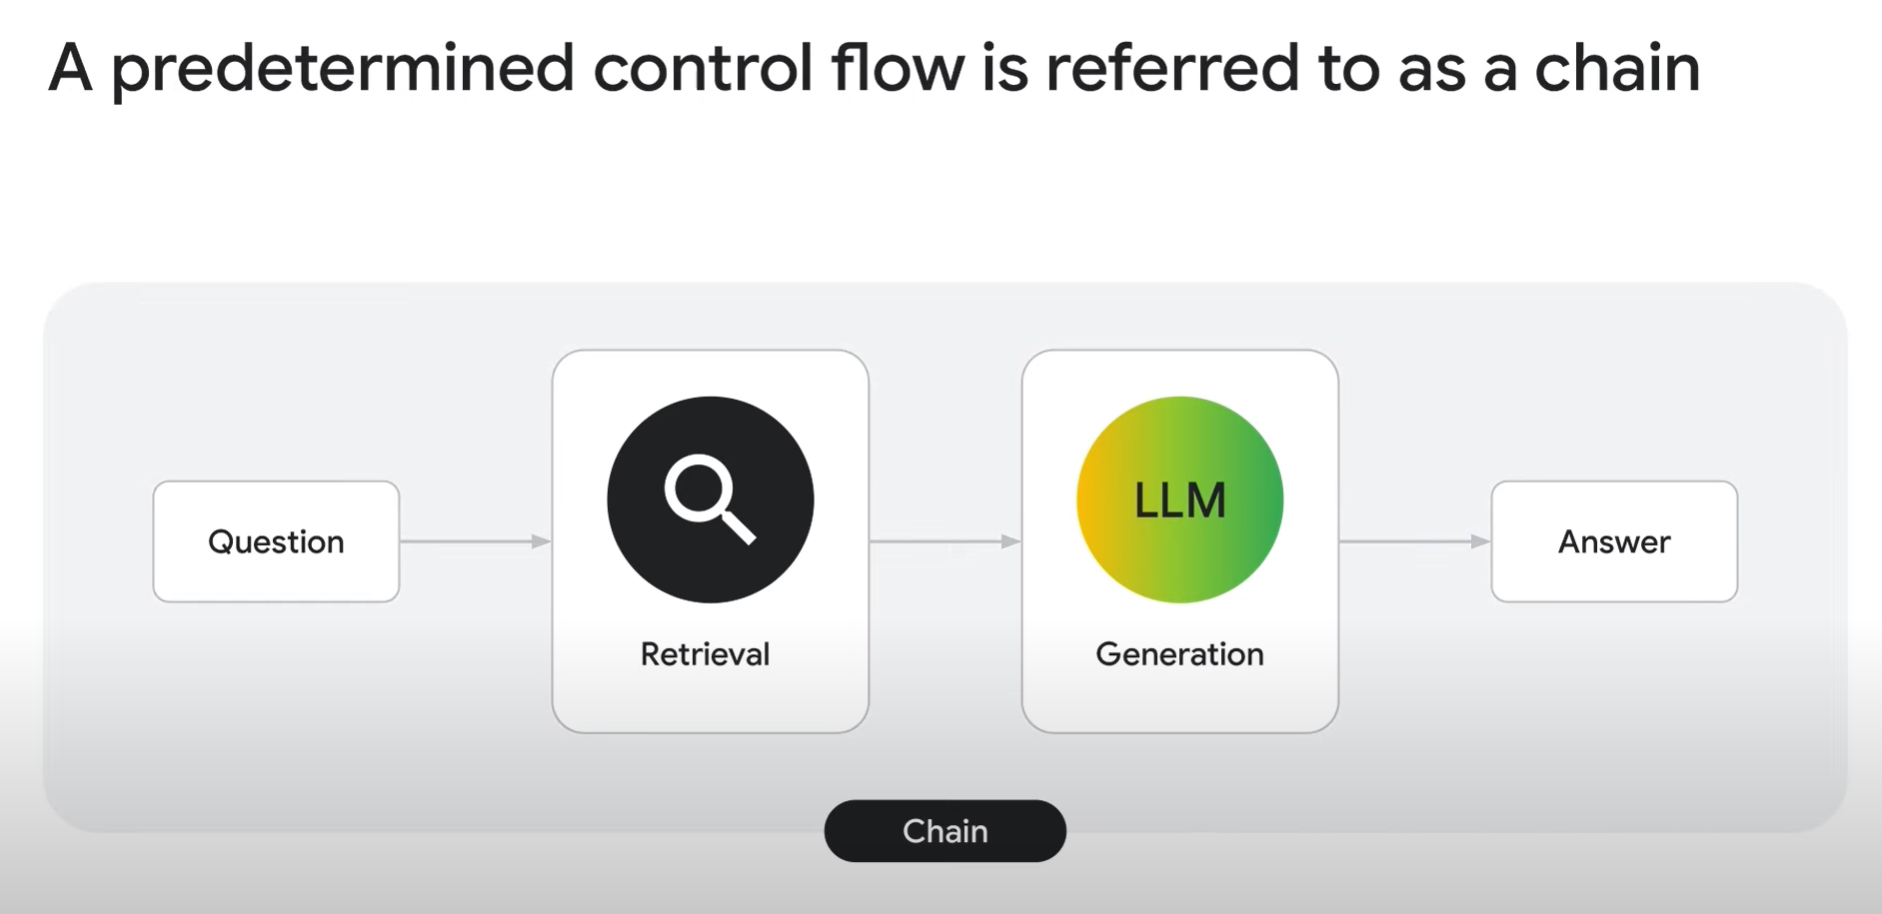 A predetermined control flow is referred to as a chain
Question
Retrieval
LLM
Generation
Answer
Chain